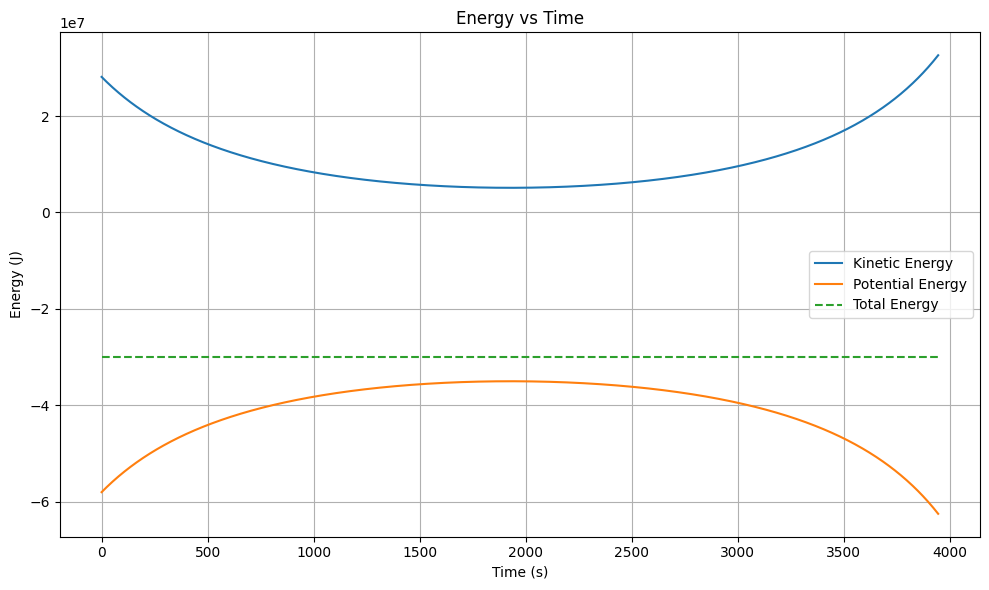 Energy vs Time
1e7
2
0
−2
−4
−6
Energy (J)
Kinetic Energy
Potential Energy
Total Energy
0 500 1000 1500 2000 2500 3000 3500 4000
Time (s)